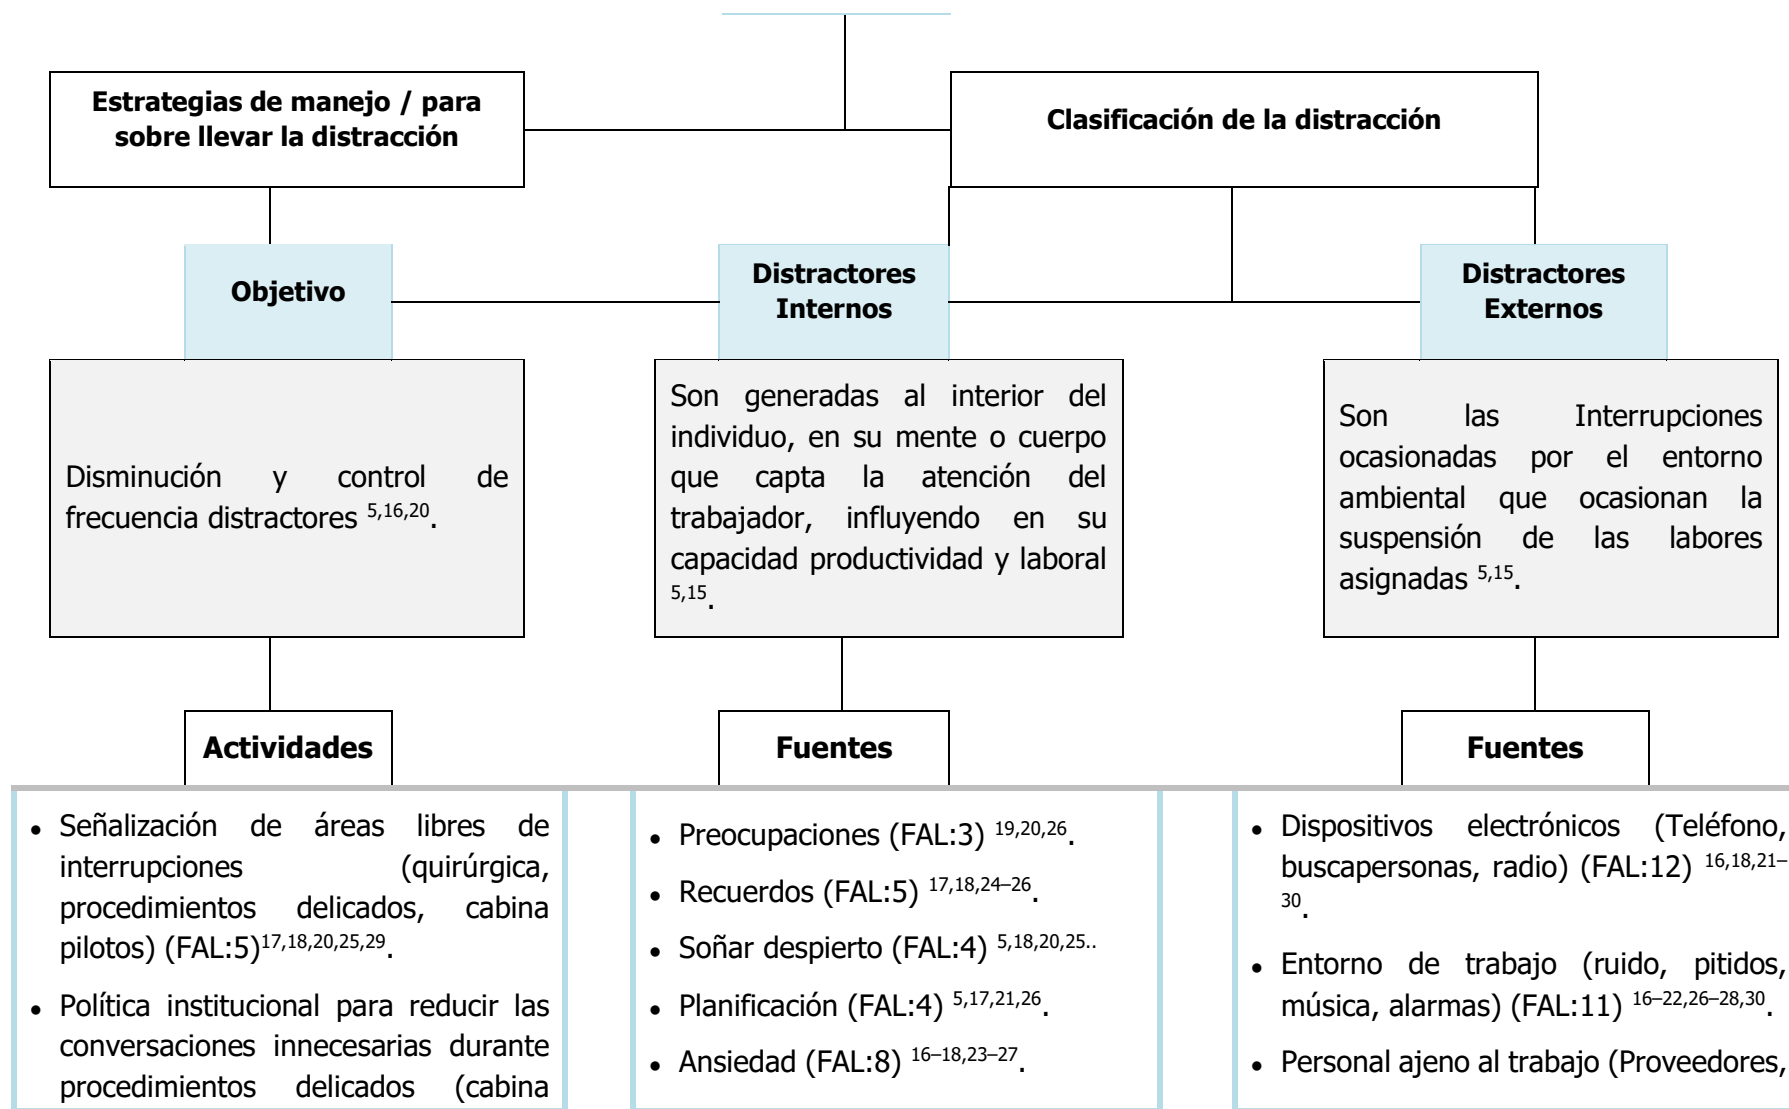 Estrategias de manejo / para
sobre llevar la distracción
Clasificación de la distracción
Objetivo
Distractores
Internos
Distractores
Externos
Disminución y control de
frecuencia distractores 5,16,20.
Son generadas al interior del
individuo, en su mente o cuerpo
que capta la atención del
trabajador, influyendo en su
capacidad productividad y laboral
5,15.
Son las Interrupciones
ocasionadas por el entorno
ambiental que ocasionan la
suspensión de las labores
asignadas 5,15.
Actividades
Fuentes
Fuentes
• Señalización de áreas libres de
interrupciones (quirúrgica,
procedimientos delicados, cabina
pilotos) (FAL:5)17,18,20,25,29.
• Política institucional para reducir las
conversaciones innecesarias durante
procedimientos delicados (cabina
• Preocupaciones (FAL:3) 19,20,26.
• Recuerdos (FAL:5) 17,18,24–26.
• Soñar despierto (FAL:4) 5,18,20,25..
• Planificación (FAL:4) 5,17,21,26.
• Ansiedad (FAL:8) 16–18,23–27.
• Dispositivos electrónicos (Teléfono,
buscapersonas, radio) (FAL:12) 16,18,21–
30.
• Entorno de trabajo (ruido, pitidos,
música, alarmas) (FAL:11) 16–22,26–28,30.
• Personal ajeno al trabajo (Proveedores,